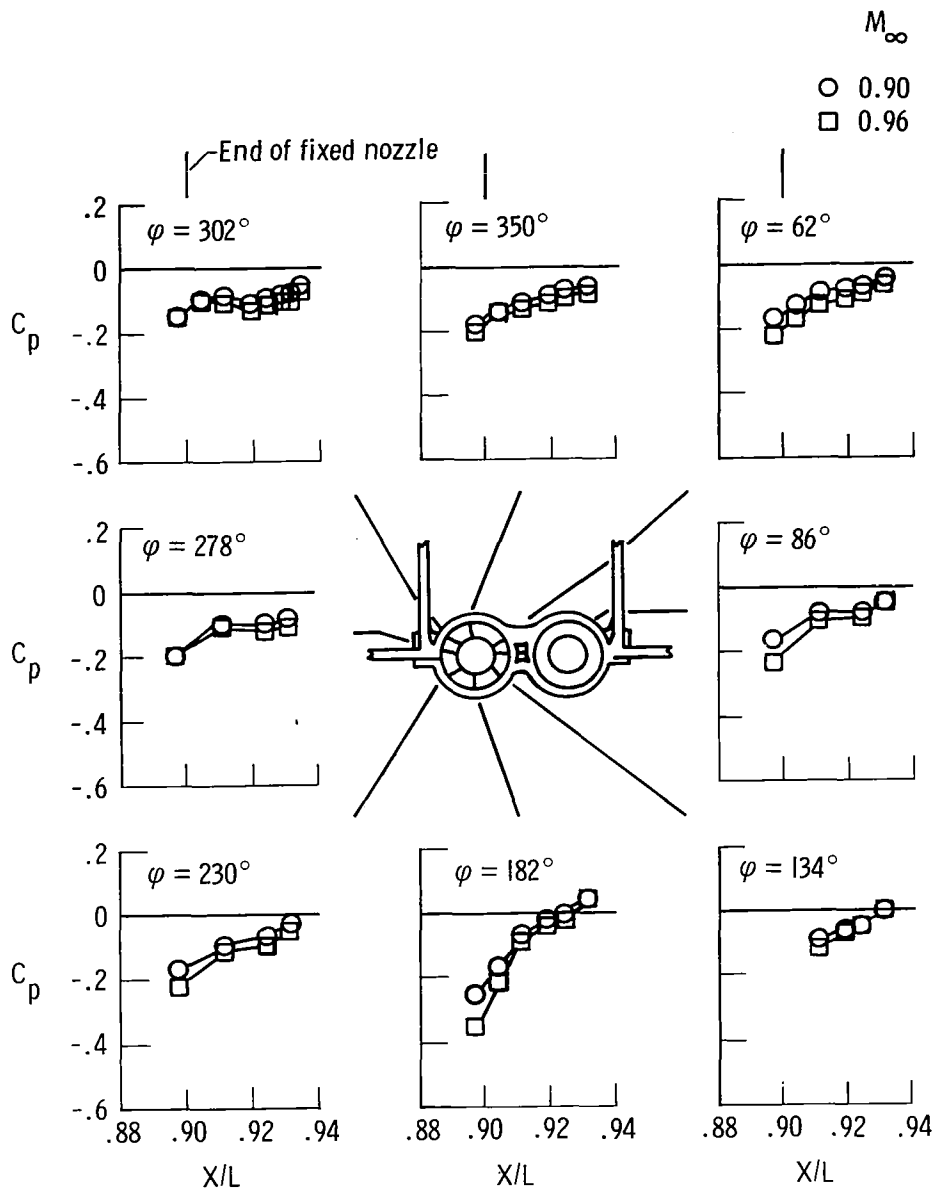 M∞
○ 0.90
□ 0.96
End of fixed nozzle
φ = 302°
φ = 350°
φ = 62°
.2
0
-.2
-.4
-.6
Cp
φ = 278°
φ = 86°
.2
0
-.2
-.4
-.6
Cp
φ = 230°
φ = 182°
φ = 134°
.2
0
-.2
-.4
-.6
Cp
.88 .90 .92 .94 .88 .90 .92 .94 .88 .90 .92 .94
X/L X/L X/L